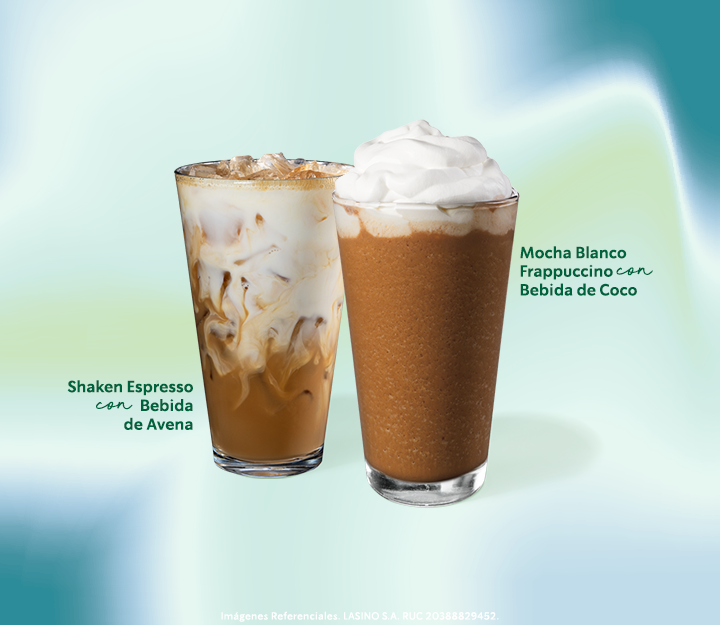 Mocha Blanco
Frappuccino con
Bebida de Coco
Shaken Espresso
con Bebida
de Avena
Imágenes Referenciales. LASINO S.A. RUC 20388829452.